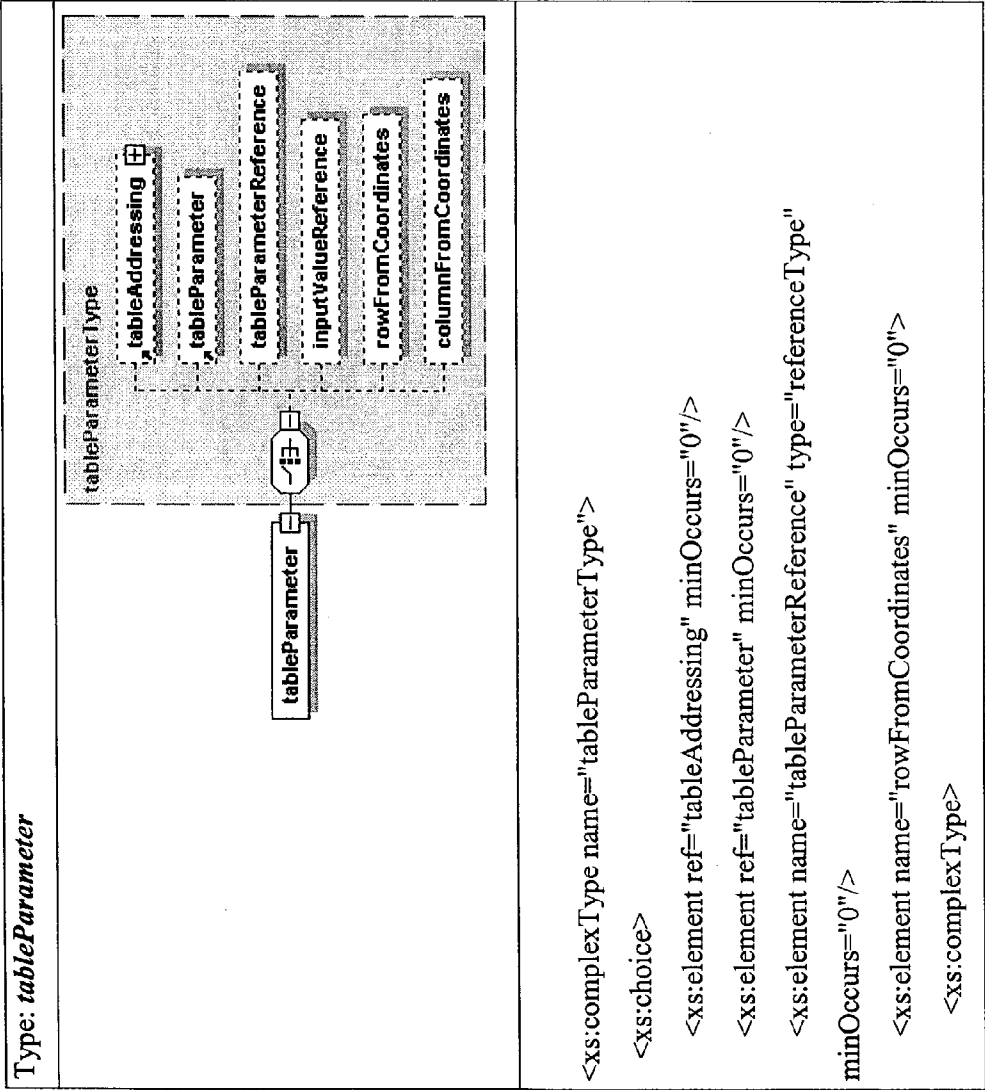 Type: tableParameter
tableParameterType
tableParameter
tableAddressing
tableParameter
tableParameterReference
inputValueReference
rowFromCoordinates
columnFromCoordinates
<xs:complexType name="tableParameterType">
<xs:choice>
<xs:element ref="tableAddressing" minOccurs="0"/>
<xs:element ref="tableParameter" minOccurs="0"/>
<xs:element name="tableParameterReference" type="referenceType"
minOccurs="0"/>
<xs:element name="rowFromCoordinates" minOccurs="0"/>
<xs:complexType>